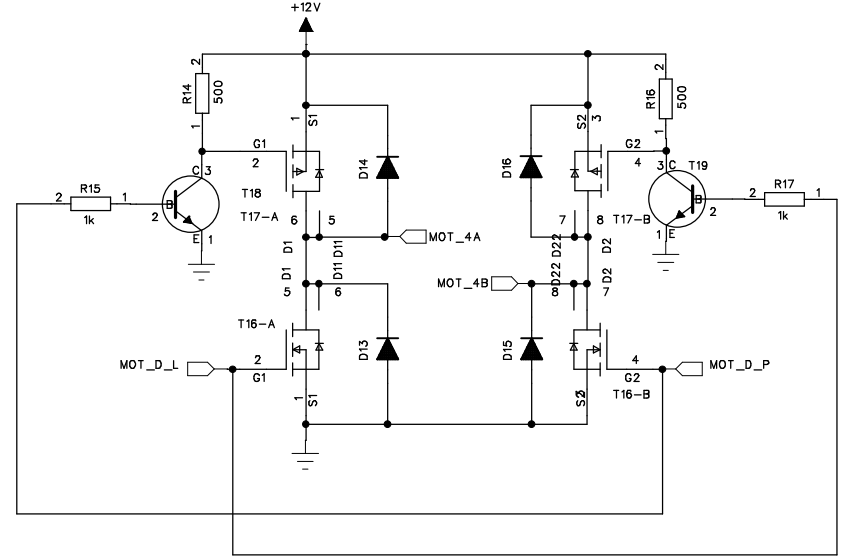 +12V
2
R14
500
1
1
S1
G1
2
D14
C 3
R15
2
1
1k
B
2
E
1
T18
T17-A
6
5
D1
D11
MOT_4A
D1
D11
5
6
T16-A
MOT_D_L
2
G1
D13
1
S1
S2
3
G2
4
D16
2
R16
500
1
3 C
T19
R17
1
1k
B
2
1
E
7
8
T17-B
D22
D2
MOT_4B
D22
D2
8
7
D15
4
G2
MOT_D_P
T16-B
S2
3